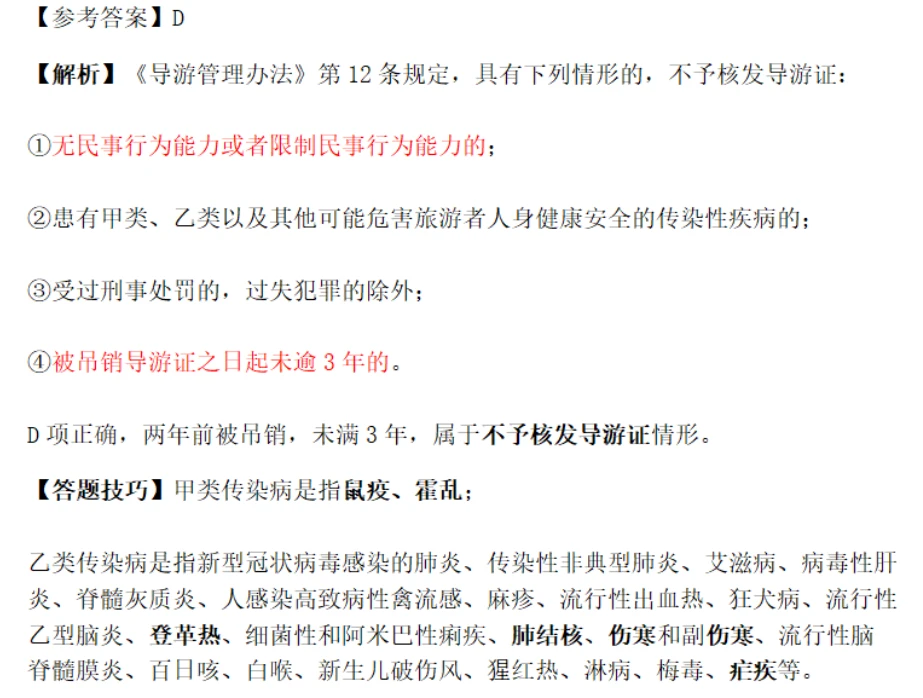 【参考答案】D
【解析】《导游管理办法》第 12 条规定，具有下列情形的，不予核发导游证：
①无民事行为能力或者限制民事行为能力的；
②患有甲类、乙类以及其他可能危害旅游者人身健康安全的传染性疾病的；
③受过刑事处罚的，过失犯罪的除外；
④被吊销导游证之日起未逾 3 年的。
D 项正确，两年前被吊销，未满 3 年，属于不予核发导游证情形。
【答题技巧】甲类传染病是指鼠疫、霍乱；
乙类传染病是指新型冠状病毒感染的肺炎、传染性非典型肺炎、艾滋病、病毒性肝
炎、脊髓灰质炎、人感染高致病性禽流感、麻疹、流行性出血热、狂犬病、流行性
乙型脑炎、登革热、细菌性和阿米巴性痢疾、肺结核、伤寒和副伤寒、流行性脑
脊髓膜炎、百日咳、白喉、新生儿破伤风、猩红热、淋病、梅毒、疟疾等。